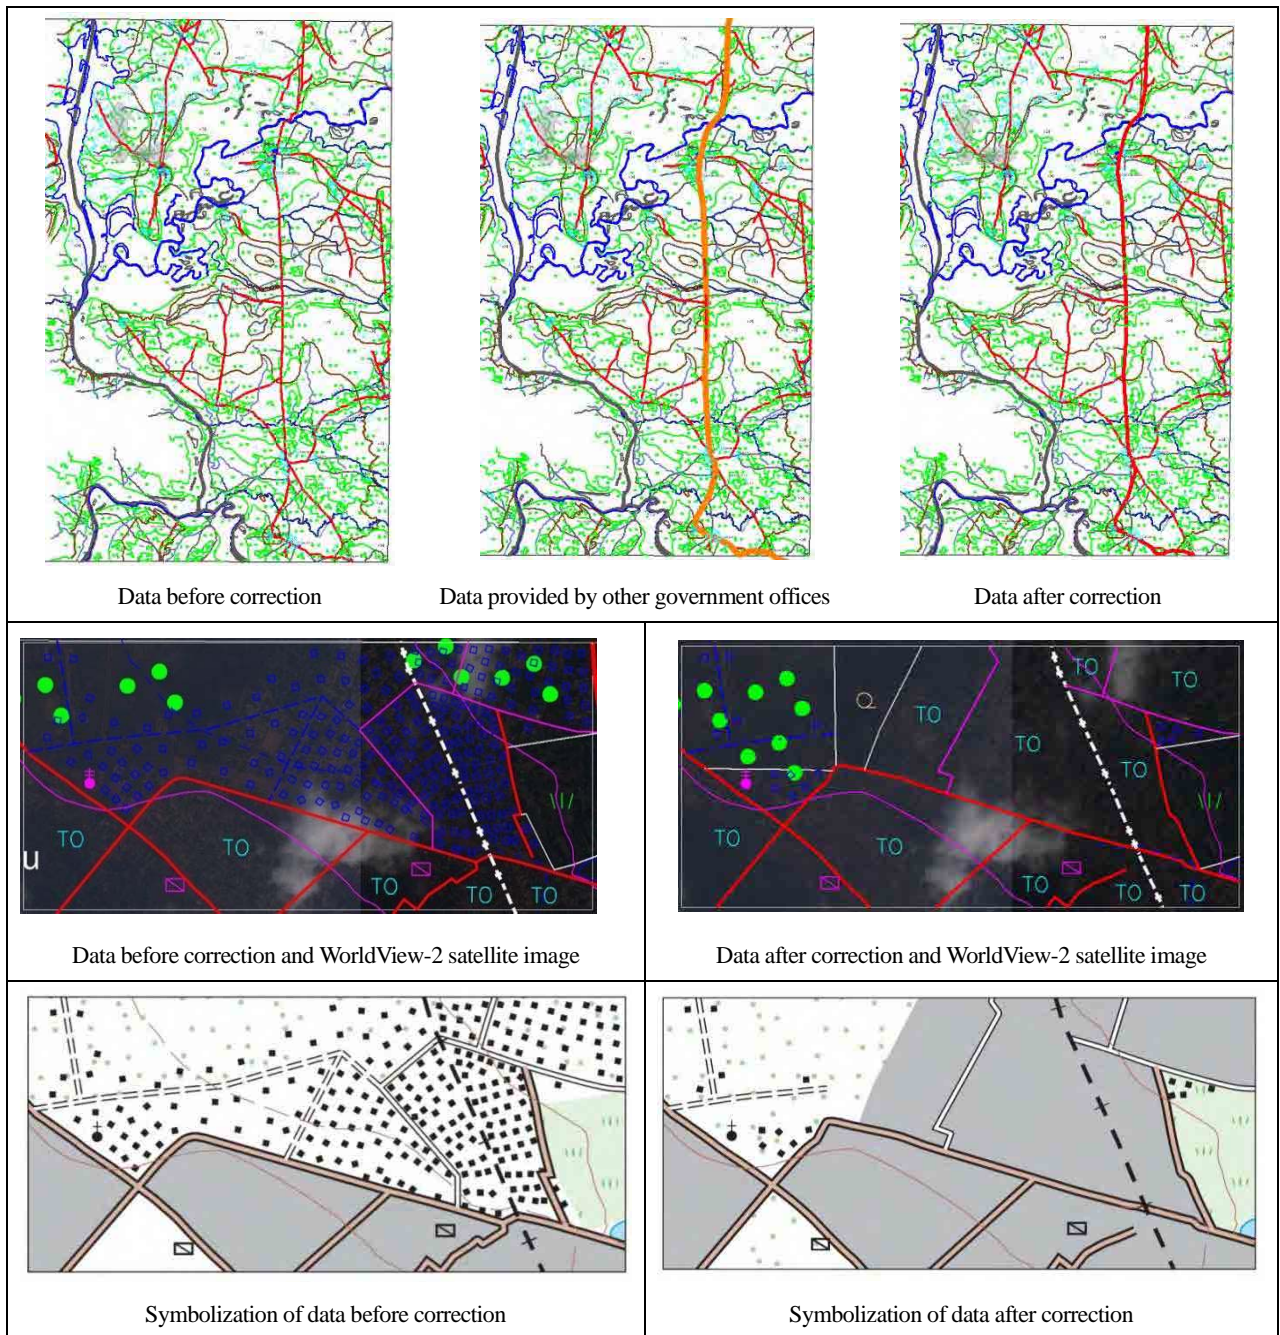 Data before correction
Data provided by other government offices
Data after correction
TO
TO
TO
TO
TO
u
TO
TO
TO
TO
TO
TO
TO
TO
TO
TO
Data before correction and WorldView-2 satellite image
Data after correction and WorldView-2 satellite image
Symbolization of data before correction
Symbolization of data after correction